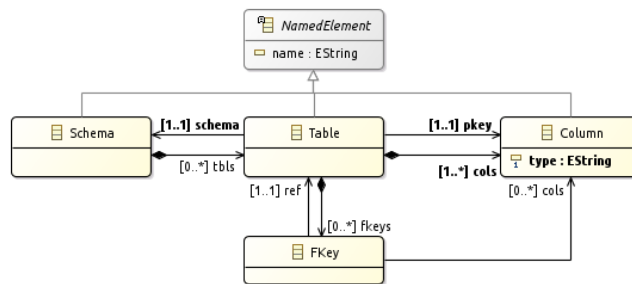 NamedElement
name : EString
Schema
[1..1] schema
Table
[1..1] pkey
Column
[0..*] tbls
[1..*] cols
type : EString
[1..1] ref
[0..*] cols
[0..*] fkeys
FKey